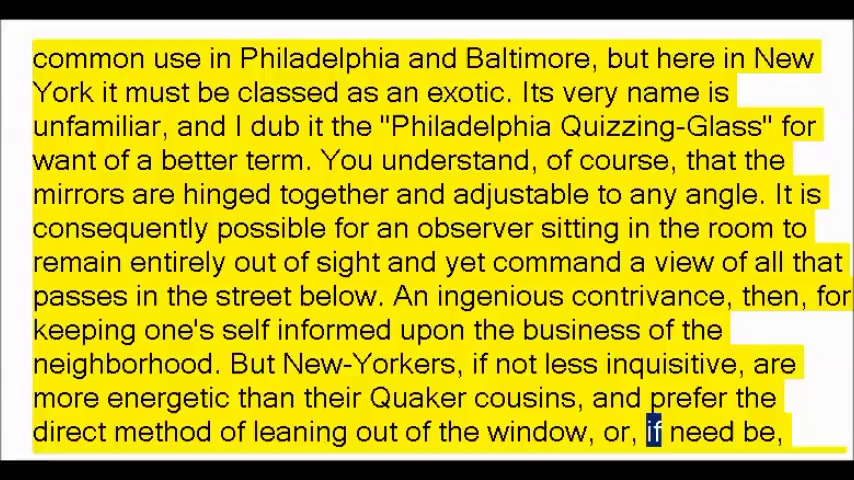 common use in Philadelphia and Baltimore, but here in New
York it must be classed as an exotic. Its very name is
unfamiliar, and I dub it the "Philadelphia Quizzing-Glass" for
want of a better term. You understand, of course, that the
mirrors are hinged together and adjustable to any angle. It is
consequently possible for an observer sitting in the room to
remain entirely out of sight and yet command a view of all that
passes in the street below. An ingenious contrivance, then, for
keeping one's self informed upon the business of the
neighborhood. But New-Yorkers, if not less inquisitive, are
more energetic than their Quaker cousins, and prefer the
direct method of leaning out of the window, or, if need be,